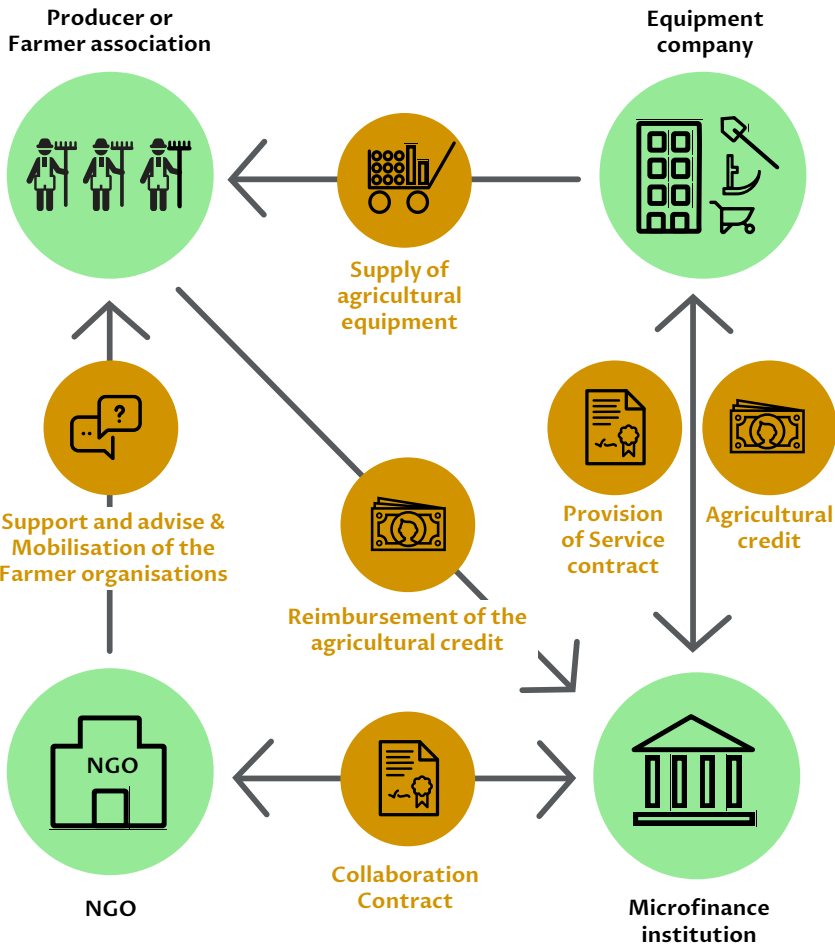 Producer or
Farmer association
Equipment
company
Supply of
agricultural
equipment
?
Support and advise &
Mobilisation of the
Farmer organisations
Provision
of Service
contract
Agricultural
credit
Reimbursement of the
agricultural credit
NGO
Collaboration
Contract
NGO
Microfinance
institution